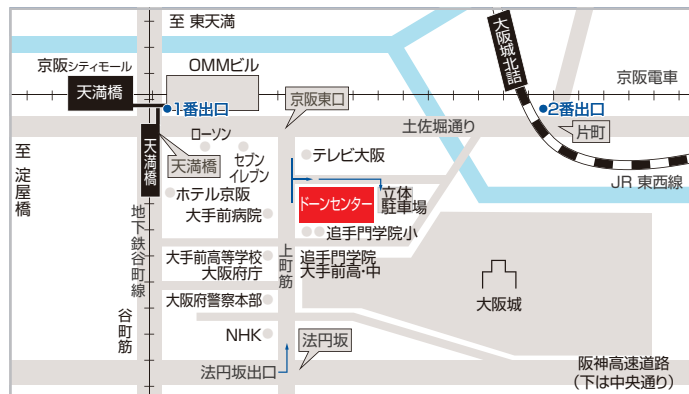 至 東天満
京阪シティモール
OMMビル
天満橋
1番出口
京阪東口
大阪城北詰
京阪電車
2番出口
片町
土佐堀通り
JR 東西線
至 淀屋橋
天満橋
天満橋
ローソン
セブン
イレブン
テレビ大阪
ホテル京阪
大手前病院
ドーンセンター
立体
駐車場
追手門学院小
地下鉄谷町線
大手前高等学校
大阪府庁
上町筋
追手門学院
大手前高・中
大阪城
大阪府警察本部
谷町筋
NHK
法円坂
法円坂出口
阪神高速道路
(下は中央通り)